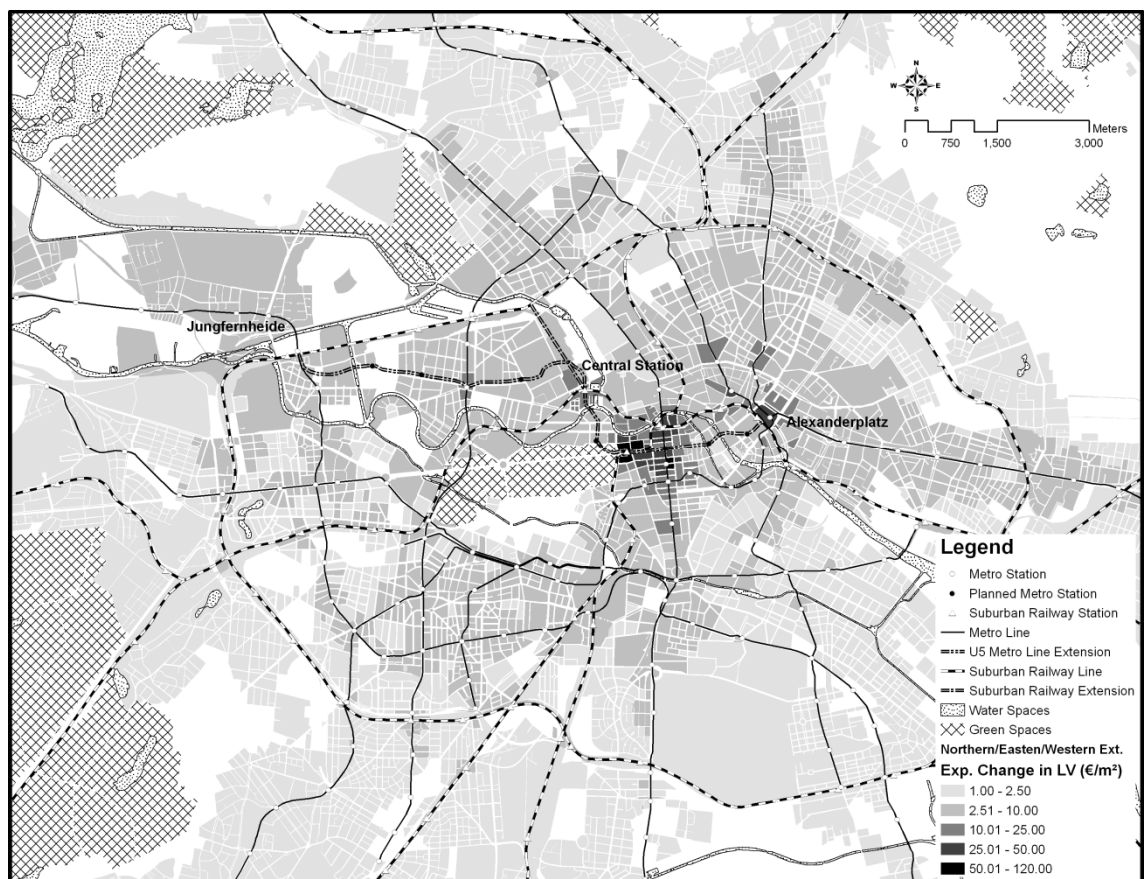 N
W E
S
Meters
0 750 1,500 3,000
Jungfernheide
Central Station
Alexanderplatz
Legend
Metro Station
Planned Metro Station
Suburban Railway Station
Metro Line
U5 Metro Line Extension
Suburban Railway Line
Suburban Railway Extension
Water Spaces
Green Spaces
Northern/Easten/Western Ext.
Exp. Change in LV (€/m²)
1.00 - 2.50
2.51 - 10.00
10.01 - 25.00
25.01 - 50.00
50.01 - 120.00